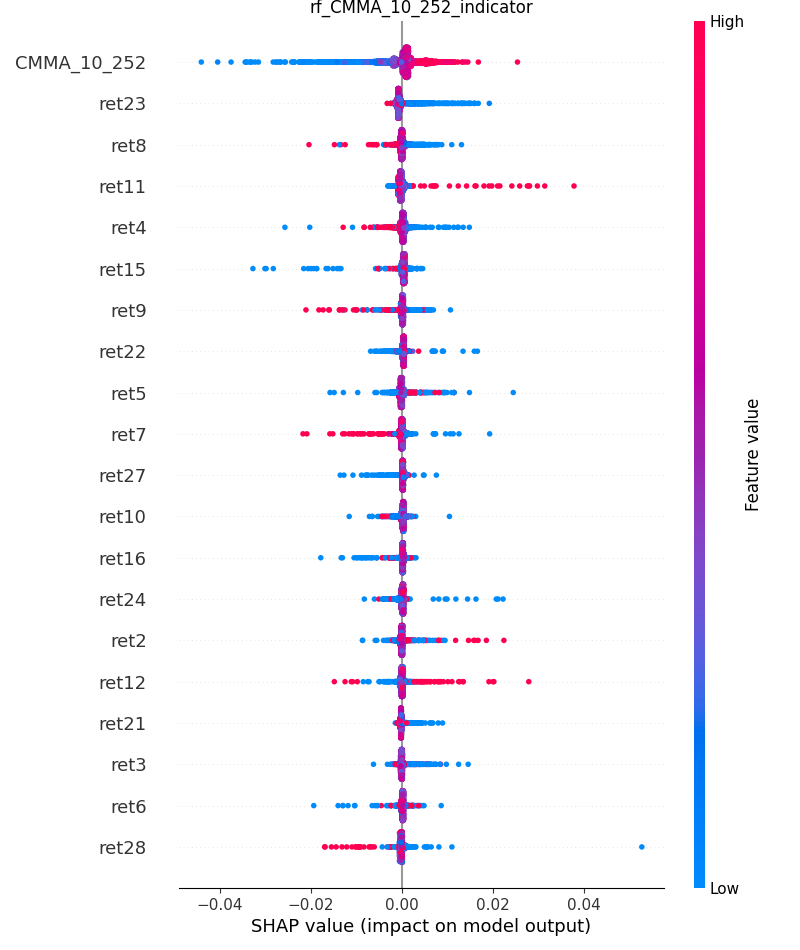 rf_CMMA_10_252_indicator
High
CMMA_10_252
ret23
ret8
ret11
ret4
ret15
ret9
ret22
ret5
ret7
ret27
ret10
ret16
ret24
ret2
ret12
ret21
ret3
ret6
ret28
Feature value
Low
−0.04 −0.02 0.00 0.02 0.04
SHAP value (impact on model output)